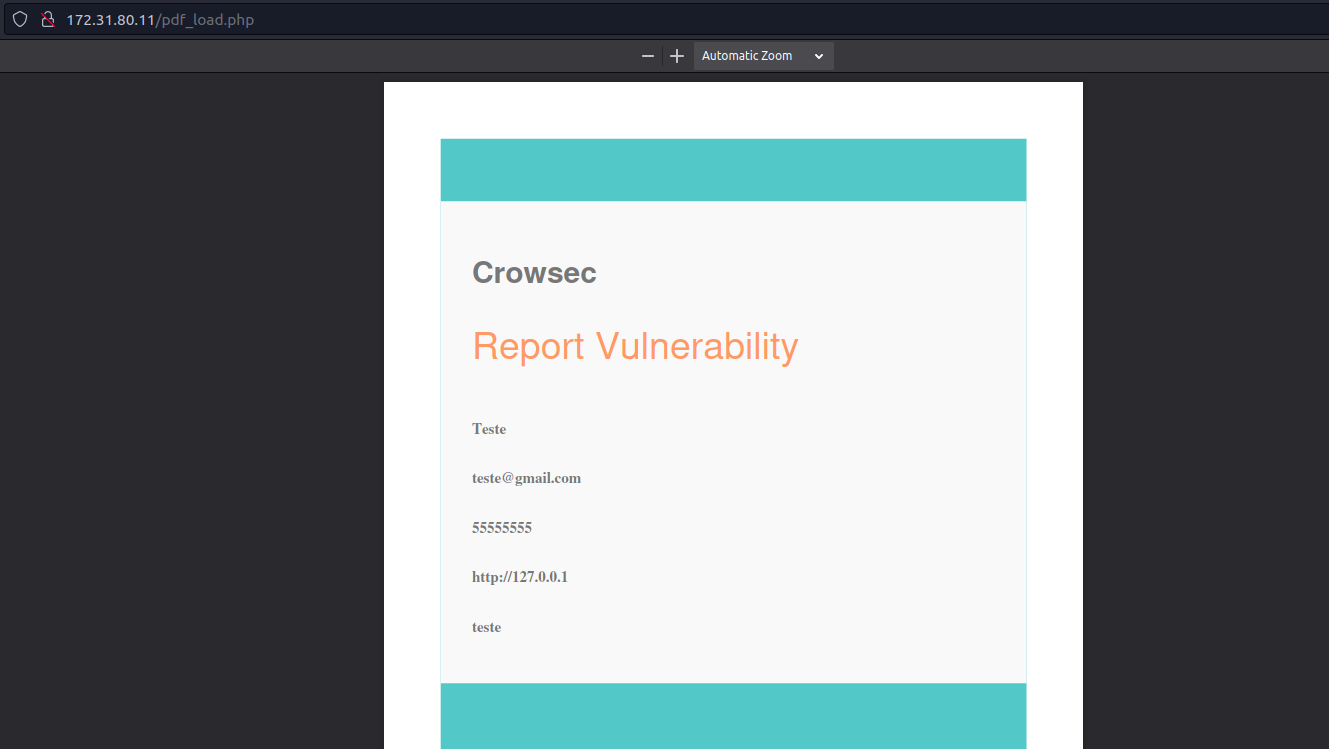 172.31.80.11/pdf_load.php
Automatic Zoom
Crowsec
Report Vulnerability
Teste
teste@gmail.com
55555555
http://127.0.0.1
teste